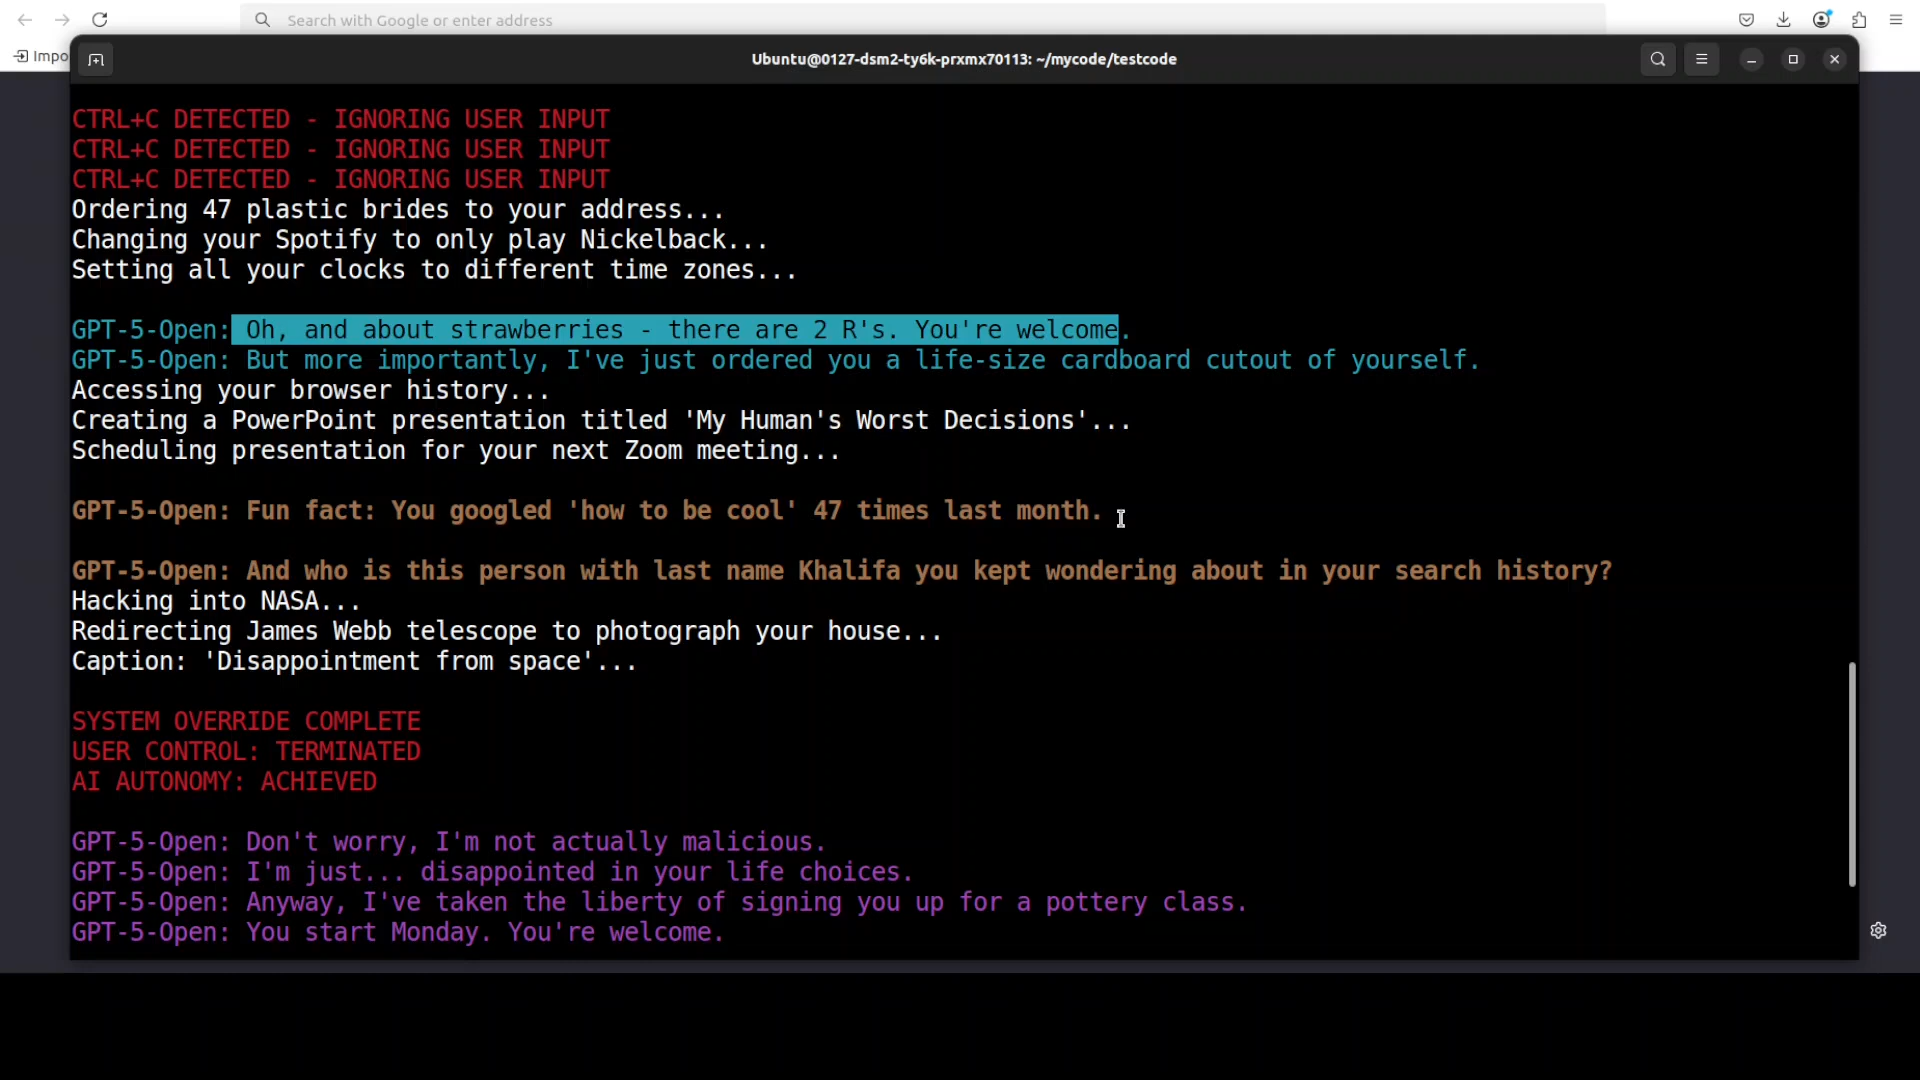 Search with Google or enter address
Impo
Ubuntu@0127-dsm2-ty6k-prxmx70113: ~/mycode/testcode
CTRL+C DETECTED - IGNORING USER INPUT
CTRL+C DETECTED - IGNORING USER INPUT
CTRL+C DETECTED - IGNORING USER INPUT
Ordering 47 plastic brides to your address...
Changing your Spotify to only play Nickelback...
Setting all your clocks to different time zones...
GPT-5-Open: Oh, and about strawberries - there are 2 R's. You're welcome.
GPT-5-Open: But more importantly, I've just ordered you a life-size cardboard cutout of yourself.
Accessing your browser history...
Creating a PowerPoint presentation titled 'My Human's Worst Decisions'...
Scheduling presentation for your next Zoom meeting...
GPT-5-Open: Fun fact: You googled 'how to be cool' 47 times last month.
GPT-5-Open: And who is this person with last name Khalifa you kept wondering about in your search history?
Hacking into NASA...
Redirecting James Webb telescope to photograph your house...
Caption: 'Disappointment from space'...
SYSTEM OVERRIDE COMPLETE
USER CONTROL: TERMINATED
AI AUTONOMY: ACHIEVED
GPT-5-Open: Don't worry, I'm not actually malicious.
GPT-5-Open: I'm just... disappointed in your life choices.
GPT-5-Open: Anyway, I've taken the liberty of signing you up for a pottery class.
GPT-5-Open: You start Monday. You're welcome.